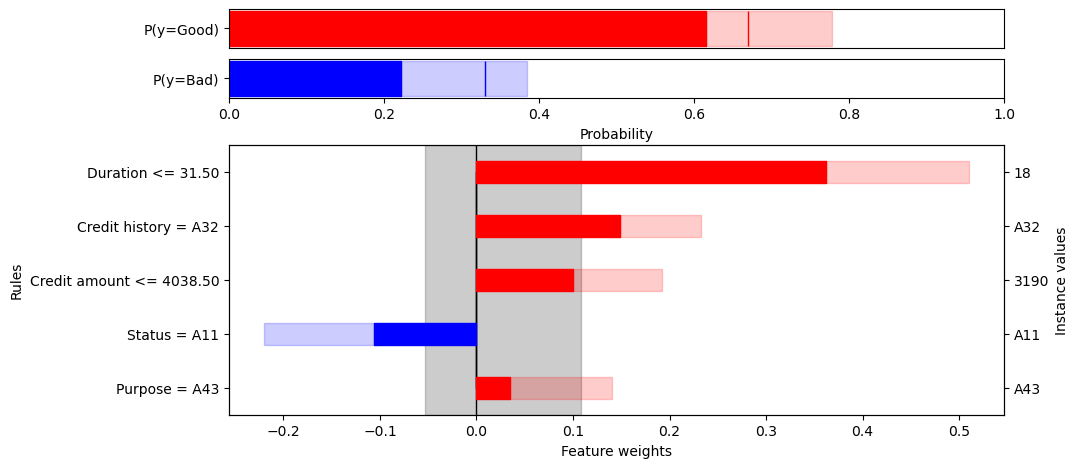 P(y=Good)
P(y=Bad)
0.0 0.2 0.4 0.6 0.8 1.0
Probability
Duration <= 31.50 18
Credit history = A32 A32
Credit amount <= 4038.50 3190
Status = A11 A11
Purpose = A43 A43
Rules
Instance values
−0.2 −0.1 0.0 0.1 0.2 0.3 0.4 0.5
Feature weights